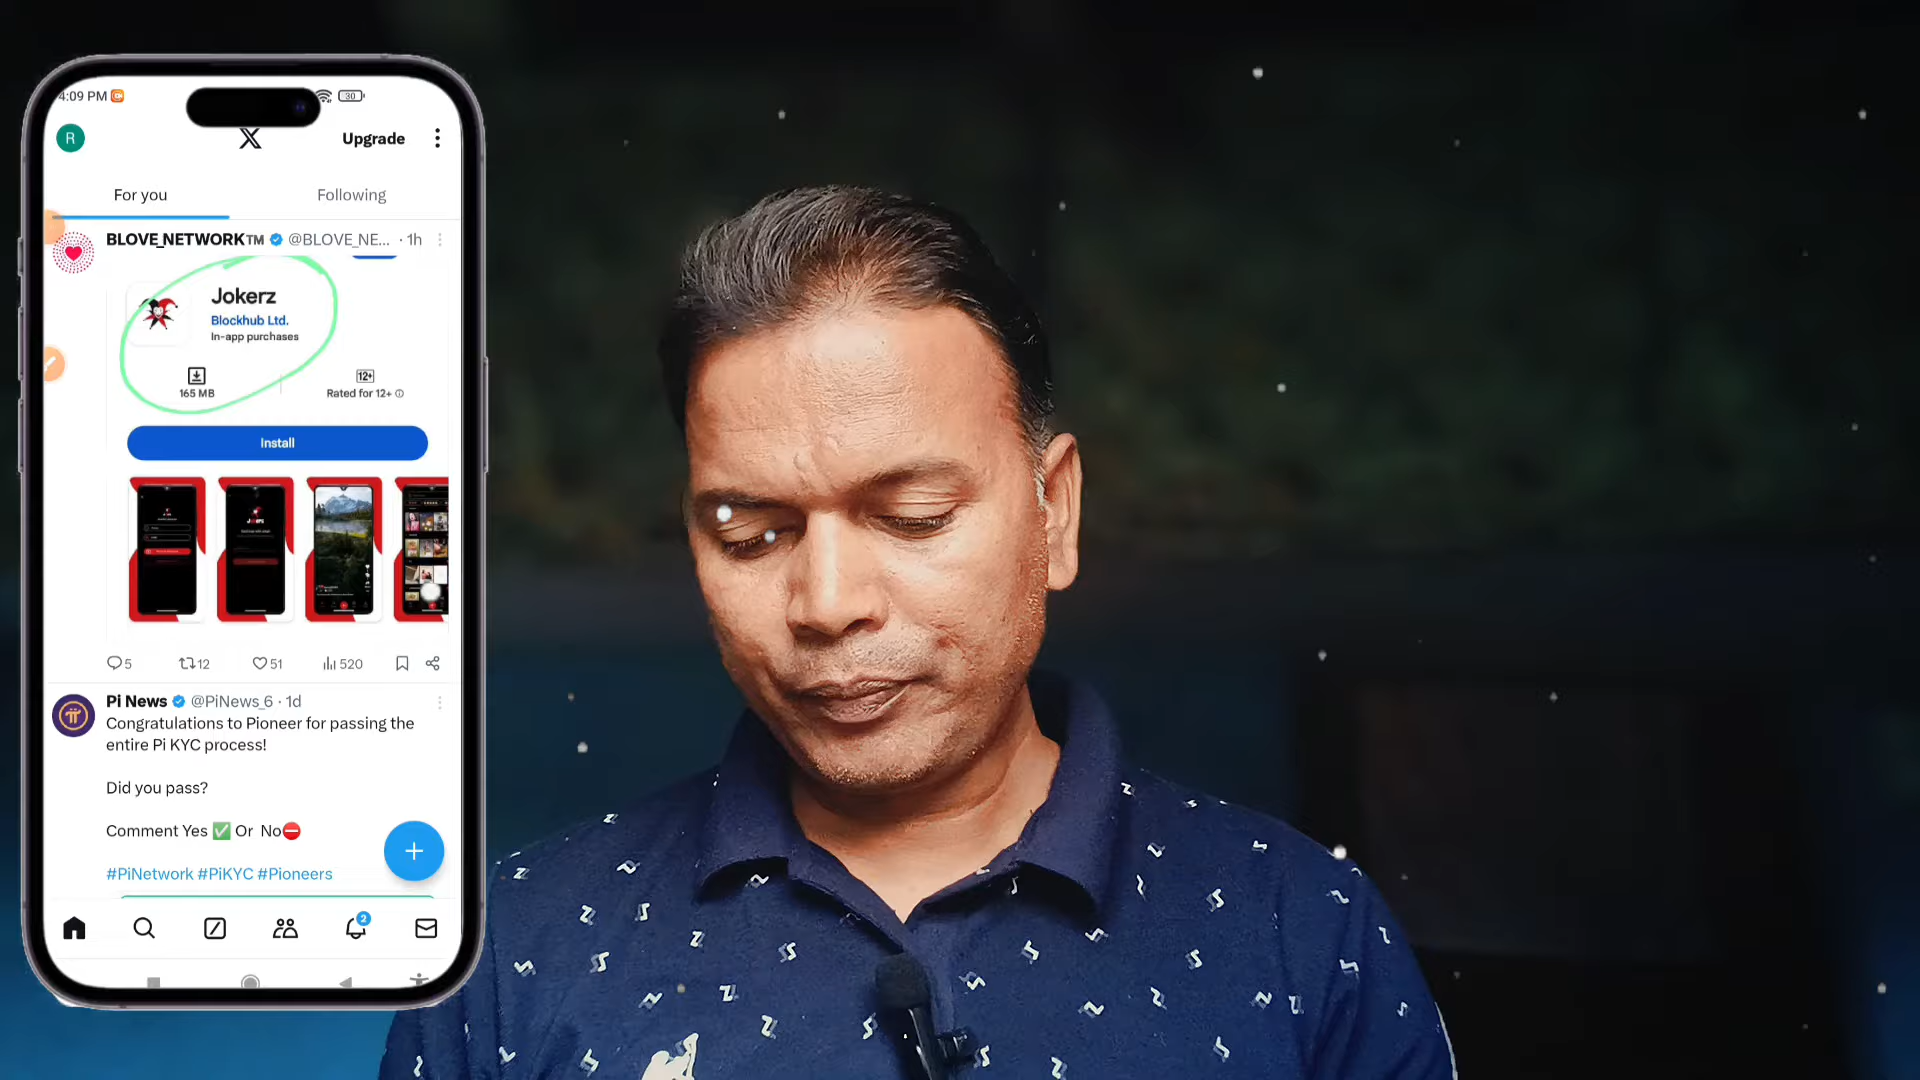 4:09 PM
30
R
X
Upgrade
For you
Following
BLOVE_NETWORK™ @BLOVE_NE... · 1h
Jokerz
Blockhub Ltd.
In-app purchases
12+
165 MB
Rated for 12+
Install
5
12
51
520
Pi News @PiNews_6 · 1d
Congratulations to Pioneer for passing the
entire Pi KYC process!
Did you pass?
Comment Yes ✅ Or No⛔
#PiNetwork #PiKYC #Pioneers
2